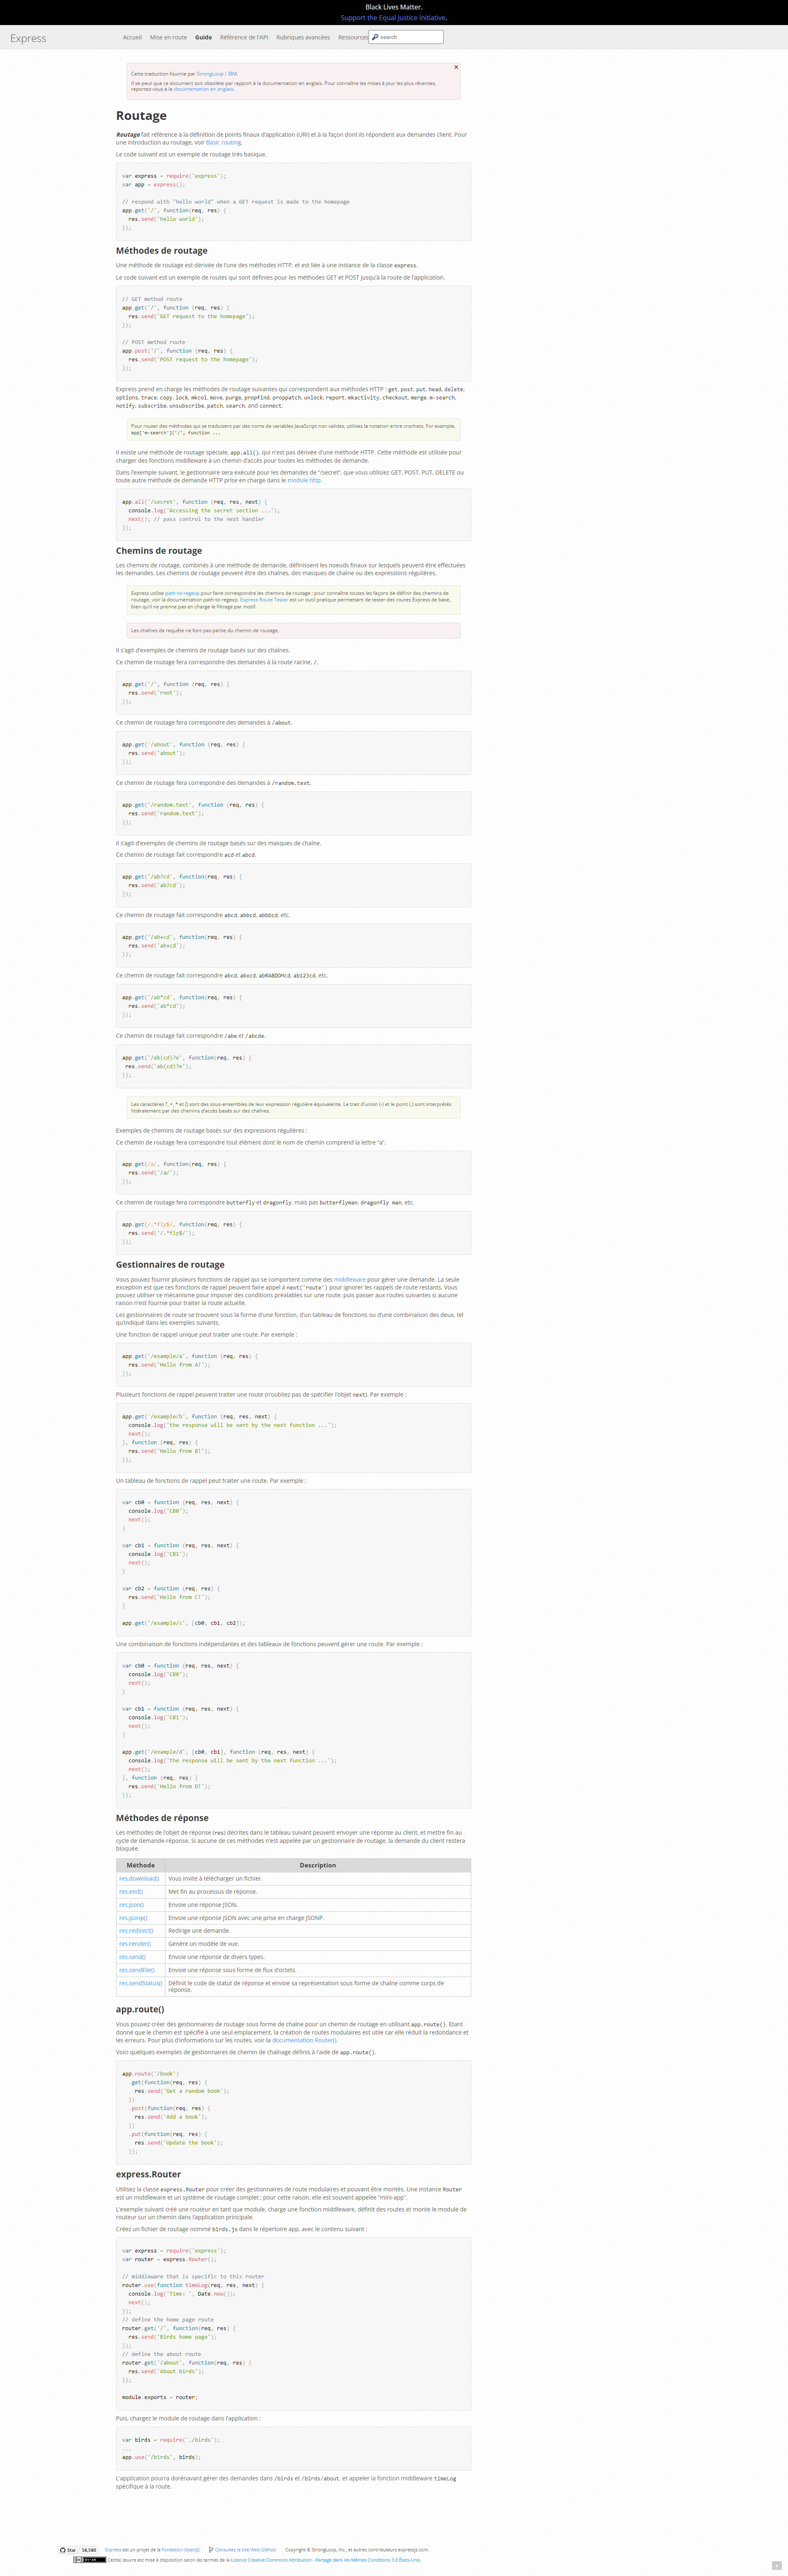 Black Lives Matter.
Support the Equal Justice Initiative.
Express
Accueil Mise en route Guide Référence de l'API Rubriques avancées Ressources search
×
Cette traduction fournie par StrongLoop / IBM.
Il se peut que ce document soit obsolète par rapport à la documentation en anglais. Pour connaître les mises à jour les plus récentes,
reportez-vous à la documentation en anglais.
Routage
Routage fait référence à la définition de points finaux d'application (URI) et à la façon dont ils répondent aux demandes client. Pour
une introduction au routage, voir Basic routing.
Le code suivant est un exemple de routage très basique.
var express = require('express');
var app = express();
// respond with "hello world" when a GET request is made to the homepage
app.get('/', function(req, res) {
res.send('hello world');
});
Méthodes de routage
Une méthode de routage est dérivée de l'une des méthodes HTTP, et est liée à une instance de la classe express.
Le code suivant est un exemple de routes qui sont définies pour les méthodes GET et POST jusqu'à la route de l'application.
// GET method route
app.get('/', function (req, res) {
res.send('GET request to the homepage');
});
// POST method route
app.post('/', function (req, res) {
res.send('POST request to the homepage');
});
Express prend en charge les méthodes de routage suivantes qui correspondent aux méthodes HTTP : get, post, put, head, delete,
options, trace, copy, lock, mkcol, move, purge, propfind, proppatch, unlock, report, mkactivity, checkout, merge, m-search,
notify, subscribe, unsubscribe, patch, search, and connect.
Pour router des méthodes qui se traduisent par des noms de variables JavaScript non valides, utilisez la notation entre crochets. For example,
app['m-search']('/', function ...
Il existe une méthode de routage spéciale, app.all(), qui n'est pas dérivée d'une méthode HTTP. Cette méthode est utilisée pour
charger des fonctions middleware à un chemin d'accès pour toutes les méthodes de demande.
Dans l'exemple suivant, le gestionnaire sera exécuté pour les demandes de "/secret", que vous utilisiez GET, POST, PUT, DELETE ou
toute autre méthode de demande HTTP prise en charge dans le module http.
app.all('/secret', function (req, res, next) {
console.log('Accessing the secret section ...');
next(); // pass control to the next handler
});
Chemins de routage
Les chemins de routage, combinés à une méthode de demande, définissent les noeuds finaux sur lesquels peuvent être effectuées
les demandes. Les chemins de routage peuvent être des chaînes, des masques de chaîne ou des expressions régulières.
Express utilise path-to-regexp pour faire correspondre les chemins de routage ; pour connaître toutes les façons de définir des chemins de
routage, voir la documentation path-to-regexp. Express Route Tester est un outil pratique permettant de tester des routes Express de base,
bien qu'il ne prenne pas en charge le filtrage par motif.
Les chaînes de requête ne font pas partie du chemin de routage.
Il s'agit d'exemples de chemins de routage basés sur des chaînes.
Ce chemin de routage fera correspondre des demandes à la route racine, /.
app.get('/', function (req, res) {
res.send('root');
});
Ce chemin de routage fera correspondre des demandes à /about.
app.get('/about', function (req, res) {
res.send('about');
});
Ce chemin de routage fera correspondre des demandes à /random.text.
app.get('/random.text', function (req, res) {
res.send('random.text');
});
Il s'agit d'exemples de chemins de routage basés sur des masques de chaîne.
Ce chemin de routage fait correspondre acd et abcd.
app.get('/ab?cd', function(req, res) {
res.send('ab?cd');
});
Ce chemin de routage fait correspondre abcd, abbcd, abbbcd, etc.
app.get('/ab+cd', function(req, res) {
res.send('ab+cd');
});
Ce chemin de routage fait correspondre abcd, abxcd, abRABDOMcd, ab123cd, etc.
app.get('/ab*cd', function(req, res) {
res.send('ab*cd');
});
Ce chemin de routage fait correspondre /abe et /abcde.
app.get('/ab(cd)?e', function(req, res) {
res.send('ab(cd)?e');
});
Les caractères ?, +, * et () sont des sous-ensembles de leur expression régulière équivalente. Le trait d'union (-) et le point (.) sont interprétés
littéralement par des chemins d'accès basés sur des chaînes.
Exemples de chemins de routage basés sur des expressions régulières :
Ce chemin de routage fera correspondre tout élément dont le nom de chemin comprend la lettre "a".
app.get(/a/, function(req, res) {
res.send('/a/');
});
Ce chemin de routage fera correspondre butterfly et dragonfly, mais pas butterflyman, dragonfly man, etc.
app.get(/.*fly$/, function(req, res) {
res.send('/.*fly$/');
});
Gestionnaires de routage
Vous pouvez fournir plusieurs fonctions de rappel qui se comportent comme des middleware pour gérer une demande. La seule
exception est que ces fonctions de rappel peuvent faire appel à next('route') pour ignorer les rappels de route restants. Vous
pouvez utiliser ce mécanisme pour imposer des conditions préalables sur une route, puis passer aux routes suivantes si aucune
raison n'est fournie pour traiter la route actuelle.
Les gestionnaires de route se trouvent sous la forme d'une fonction, d'un tableau de fonctions ou d'une combinaison des deux, tel
qu'indiqué dans les exemples suivants.
Une fonction de rappel unique peut traiter une route. Par exemple :
app.get('/example/a', function (req, res) {
res.send('Hello from A!');
});
Plusieurs fonctions de rappel peuvent traiter une route (n'oubliez pas de spécifier l'objet next). Par exemple :
app.get('/example/b', function (req, res, next) {
console.log('the response will be sent by the next function ...');
next();
}, function (req, res) {
res.send('Hello from B!');
});
Un tableau de fonctions de rappel peut traiter une route. Par exemple :
var cb0 = function (req, res, next) {
console.log('CB0');
next();
}
var cb1 = function (req, res, next) {
console.log('CB1');
next();
}
var cb2 = function (req, res) {
res.send('Hello from C!');
}
app.get('/example/c', [cb0, cb1, cb2]);
Une combinaison de fonctions indépendantes et des tableaux de fonctions peuvent gérer une route. Par exemple :
var cb0 = function (req, res, next) {
console.log('CB0');
next();
}
var cb1 = function (req, res, next) {
console.log('CB1');
next();
}
app.get('/example/d', [cb0, cb1], function (req, res, next) {
console.log('the response will be sent by the next function ...');
next();
}, function (req, res) {
res.send('Hello from D!');
});
Méthodes de réponse
Les méthodes de l'objet de réponse (res) décrites dans le tableau suivant peuvent envoyer une réponse au client, et mettre fin au
cycle de demande-réponse. Si aucune de ces méthodes n'est appelée par un gestionnaire de routage, la demande du client restera
bloquée.
Méthode Description
res.download() Vous invite à télécharger un fichier.
res.end() Met fin au processus de réponse.
res.json() Envoie une réponse JSON.
res.jsonp() Envoie une réponse JSON avec une prise en charge JSONP.
res.redirect() Redirige une demande.
res.render() Génère un modèle de vue.
res.send() Envoie une réponse de divers types.
res.sendFile() Envoie une réponse sous forme de flux d'octets.
res.sendStatus() Définit le code de statut de réponse et envoie sa représentation sous forme de chaîne comme corps de
réponse.
app.route()
Vous pouvez créer des gestionnaires de routage sous forme de chaîne pour un chemin de routage en utilisant app.route(). Etant
donné que le chemin est spécifié à une seul emplacement, la création de routes modulaires est utile car elle réduit la redondance et
les erreurs. Pour plus d'informations sur les routes, voir la documentation Router().
Voici quelques exemples de gestionnaires de chemin de chaînage définis à l'aide de app.route().
app.route('/book')
.get(function(req, res) {
res.send('Get a random book');
})
.post(function(req, res) {
res.send('Add a book');
})
.put(function(req, res) {
res.send('Update the book');
});
express.Router
Utilisez la classe express.Router pour créer des gestionnaires de route modulaires et pouvant être montés. Une instance Router
est un middleware et un système de routage complet ; pour cette raison, elle est souvent appelée "mini-app".
L'exemple suivant créé une routeur en tant que module, charge une fonction middleware, définit des routes et monte le module de
routeur sur un chemin dans l'application principale.
Créez un fichier de routage nommé birds.js dans le répertoire app, avec le contenu suivant :
var express = require('express');
var router = express.Router();
// middleware that is specific to this router
router.use(function timeLog(req, res, next) {
console.log('Time: ', Date.now());
next();
});
// define the home page route
router.get('/', function(req, res) {
res.send('Birds home page');
});
// define the about route
router.get('/about', function(req, res) {
res.send('About birds');
});
module.exports = router;
Puis, chargez le module de routage dans l'application :
var birds = require('./birds');
...
app.use('/birds', birds);
L'application pourra dorénavant gérer des demandes dans /birds et /birds/about, et appeler la fonction middleware timeLog
spécifique à la route.
Star 58,580 Express est un projet de la Fondation OpenJS Consultez le site Web GitHub. Copyright © StrongLoop, Inc., et autres contributeurs expressjs.com.
Cet(te) œuvre est mise à disposition selon les termes de la Licence Creative Commons Attribution - Partage dans les Mêmes Conditions 3.0 États-Unis.